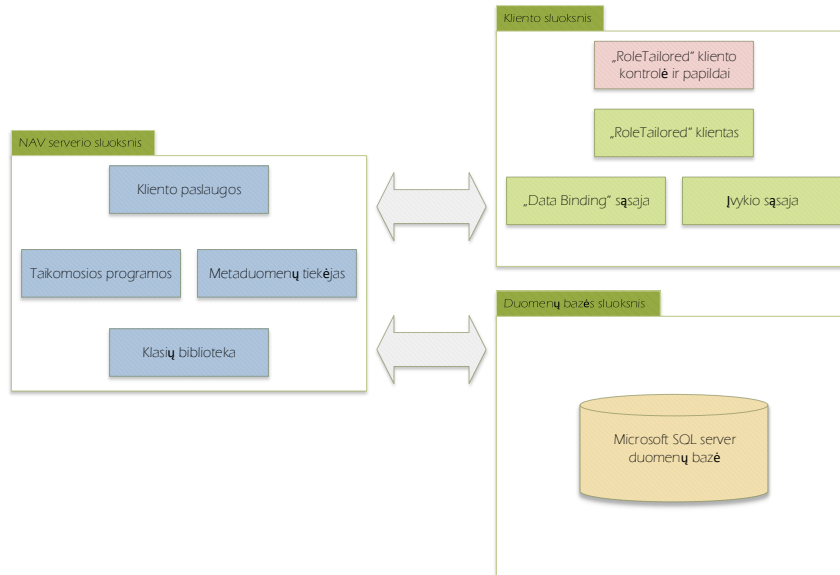 Kliento sluoksnis
„RoleTailored“ kliento
kontrolė ir papildai
„RoleTailored“ klientas
„Data Binding“ sąsaja
Įvykio sąsaja
NAV serverio sluoksnis
Kliento paslaugos
Taikomosios programos
Metaduomenų tiekėjas
Klasių biblioteka
Duomenų bazės sluoksnis
Microsoft SQL server
duomenų bazė